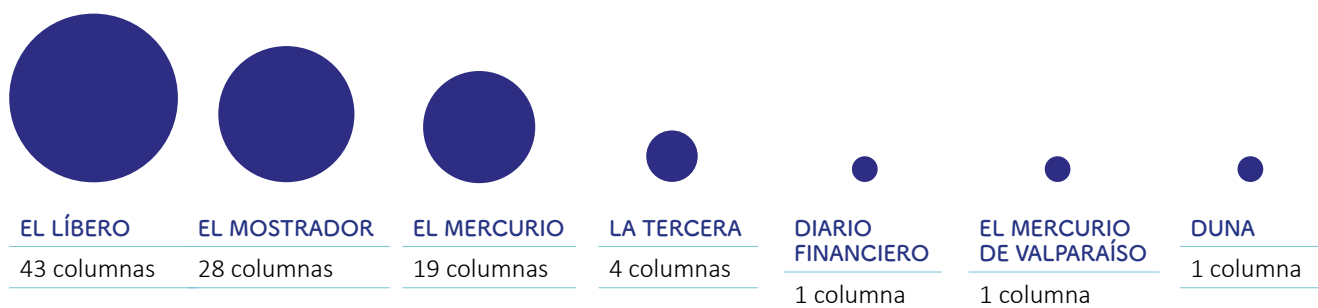 EL LÍBERO
43 columnas
EL MOSTRADOR
28 columnas
EL MERCURIO
19 columnas
LA TERCERA
4 columnas
DIARIO
FINANCIERO
1 columna
EL MERCURIO
DE VALPARAÍSO
1 columna
DUNA
1 columna